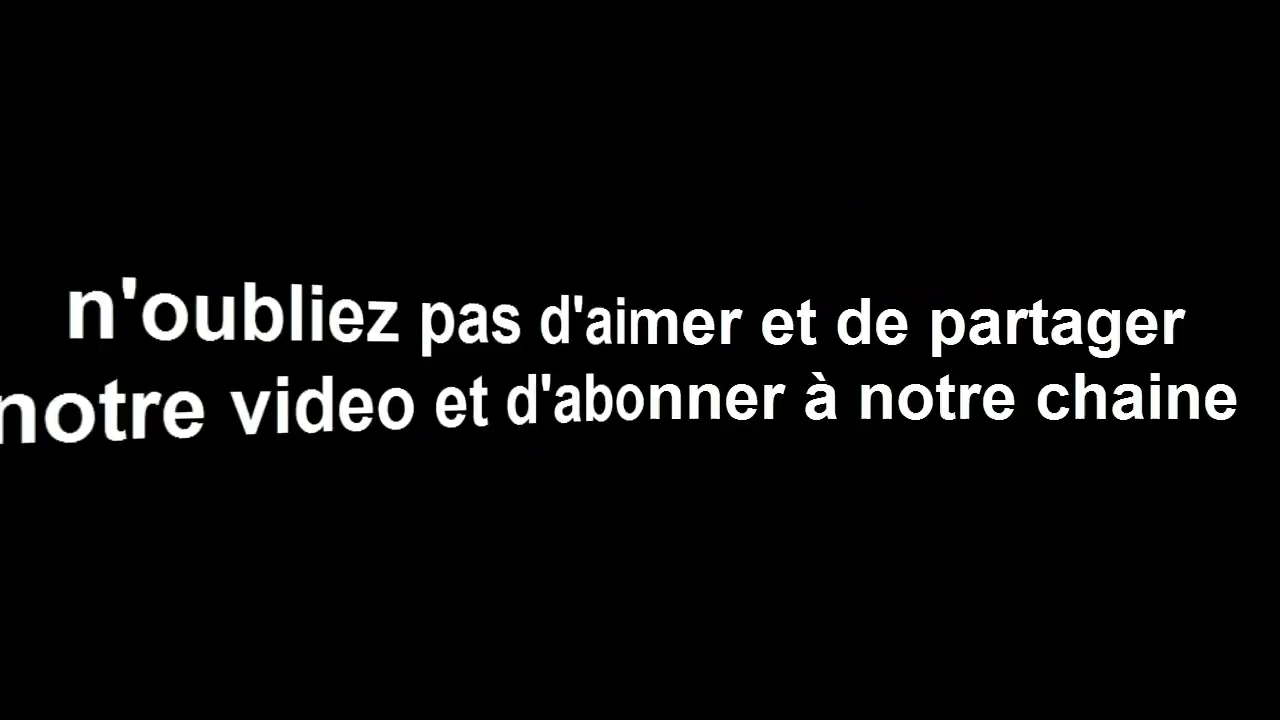 n'oubliez pas d'aimer et de partager
notre video et d'abonner à notre chaine